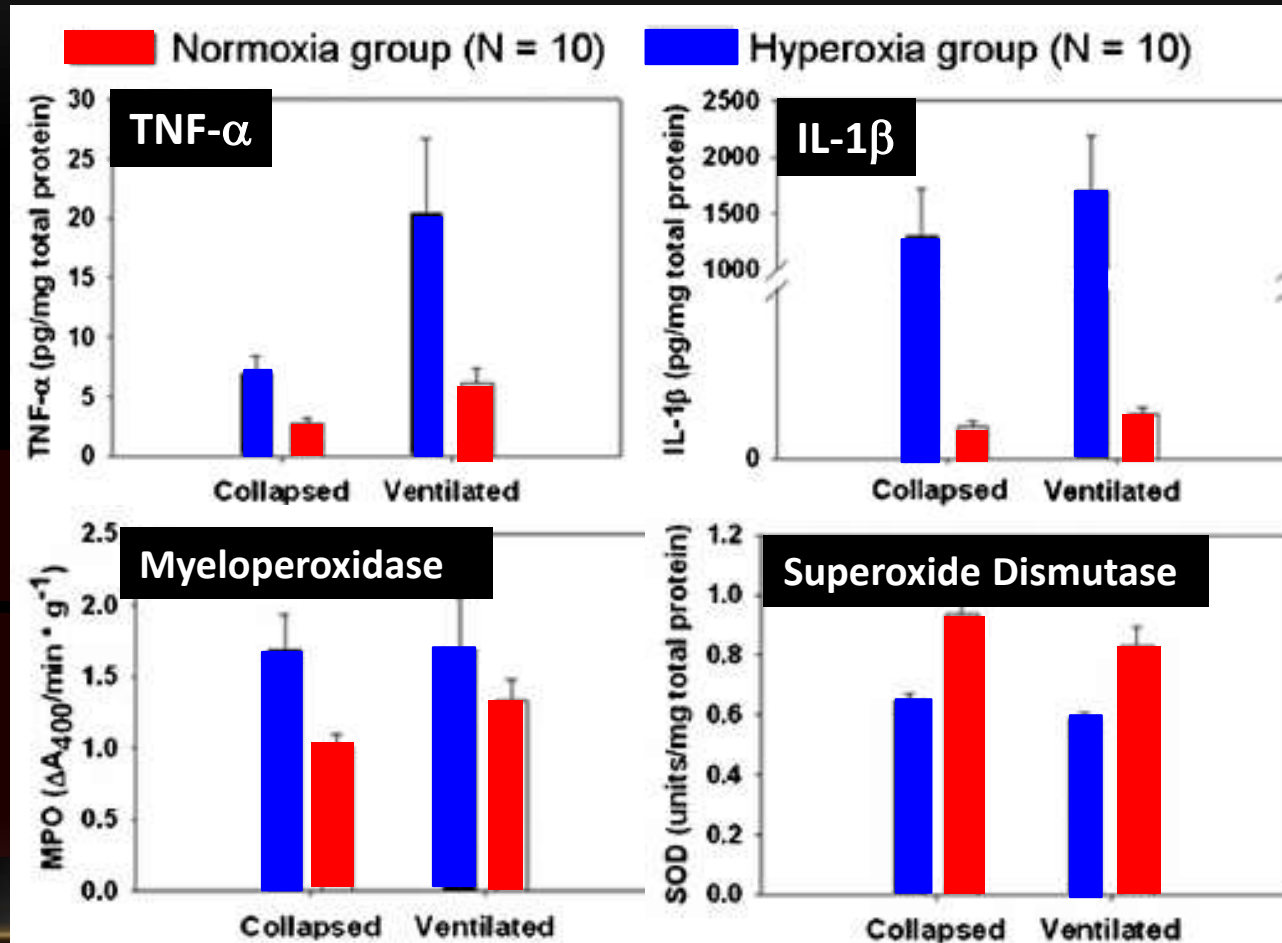 Normoxia group (N = 10)
Hyperoxia group (N = 10)
TNF-α
TNF-α (pg/mg total protein)
30
25
20
15
10
5
0
Collapsed Ventilated
IL-1β
IL-1β (pg/mg total protein)
2500
2000
1500
1000
0
Collapsed Ventilated
Myeloperoxidase
MPO (ΔA400/min * g-1)
2.5
2.0
1.5
1.0
0.5
0.0
Collapsed Ventilated
Superoxide Dismutase
SOD (units/mg total protein)
1.2
1.0
0.8
0.6
0.4
0.2
0.0
Collapsed Ventilated